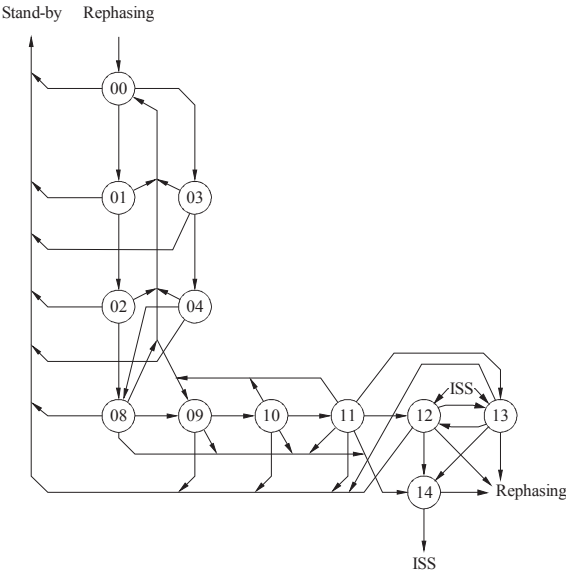 Stand-by Rephasing
00
01 03
02 04
ISS
08 09 10 11 12 13
14 Rephasing
ISS